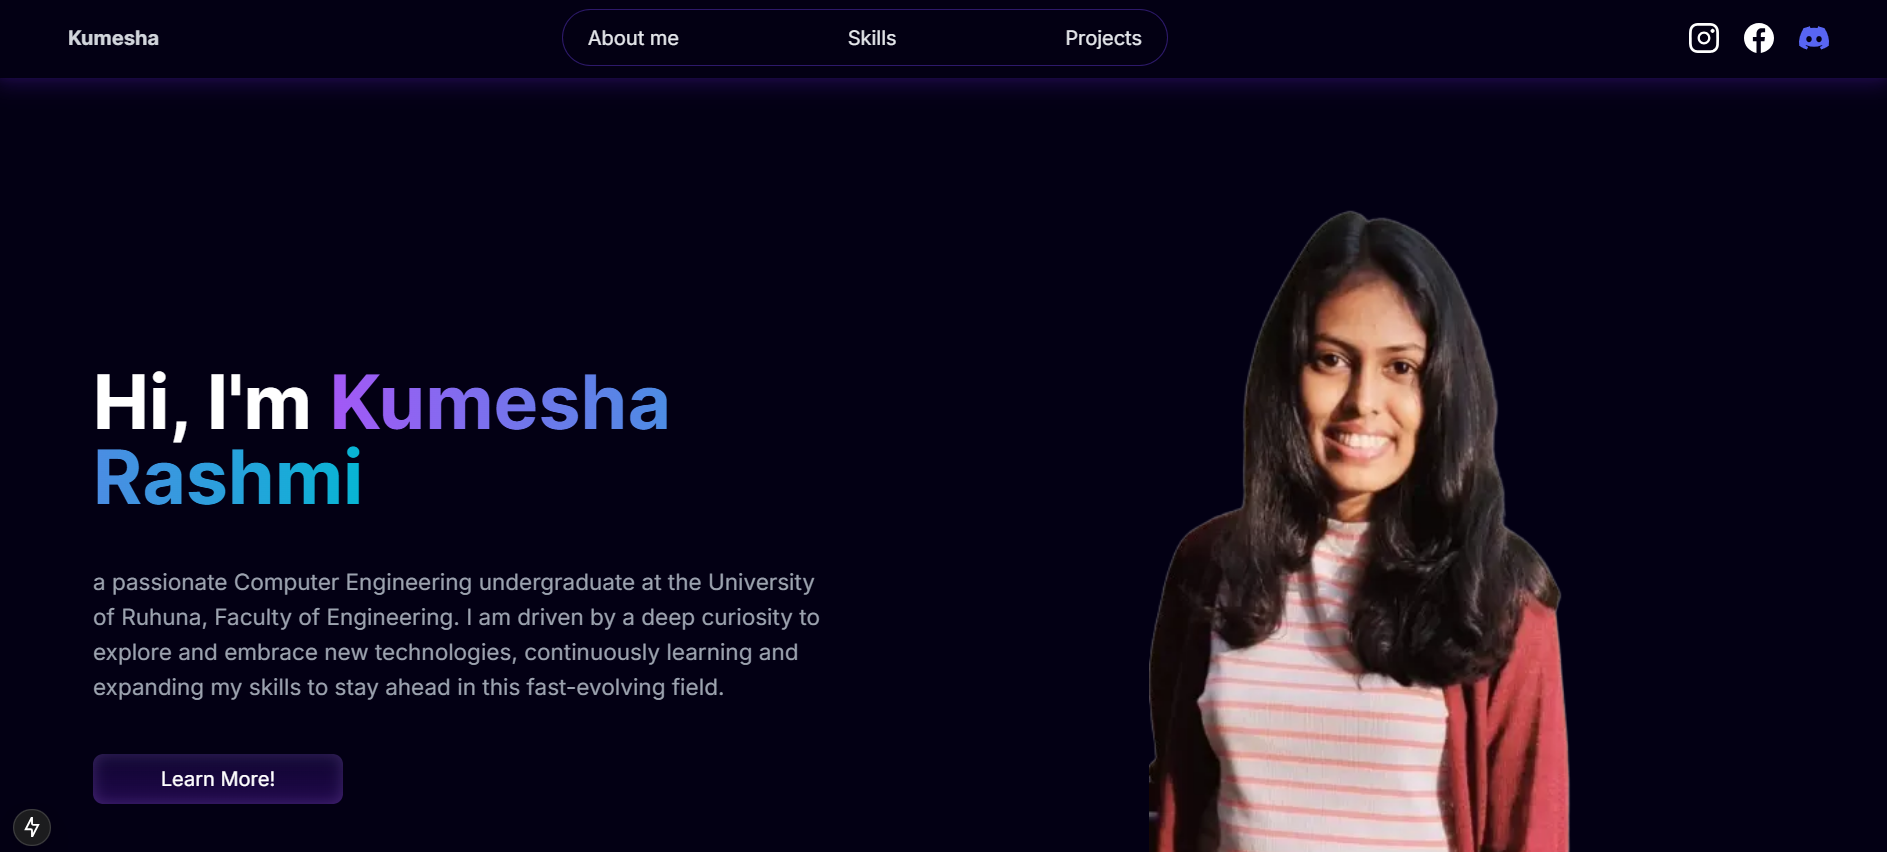 Kumesha
About me
Skills
Projects
Hi, I'm Kumesha
Rashmi
a passionate Computer Engineering undergraduate at the University
of Ruhuna, Faculty of Engineering. I am driven by a deep curiosity to
explore and embrace new technologies, continuously learning and
expanding my skills to stay ahead in this fast-evolving field.
Learn More!